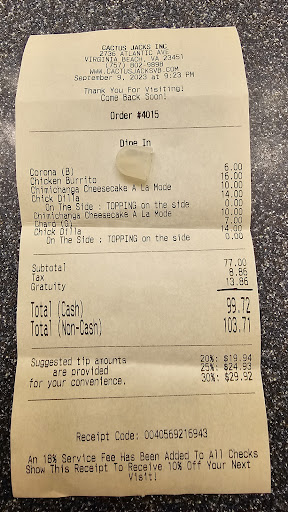 CACTUS JACKS INC
2736 ATLANTIC AVE
VIRGINIA BEACH, VA 23451
(757) 802-9898
WWW.CACTUSJACKSVB.COM
September 9, 2023 at 9:23 PM
Thank You For Visiting!
Come Back Soon!
Order #4015
Dine In
Corona (B) 6.00
Chicken Burrito 16.00
Chimichanga Cheesecake A La Mode 10.00
Chick Dilla 14.00
On The Side : TOPPING on the side 0.00
Chimichanga Cheesecake A La Mode 10.00
7.00
Chick Dilla 14.00
On The Side : TOPPING on the side 0.00
Subtotal 77.00
Tax 8.86
Gratuity 13.86
Total (Cash) 99.72
Total (Non-Cash) 103.71
Suggested tip amounts 20%: $19.94
are provided 25%: $24.93
for your convenience. 30%: $29.92
Receipt Code: 0040569216943
An 18% Service Fee Has Been Added To All Checks
Show This Receipt To Receive 10% Off Your Next
Visit!